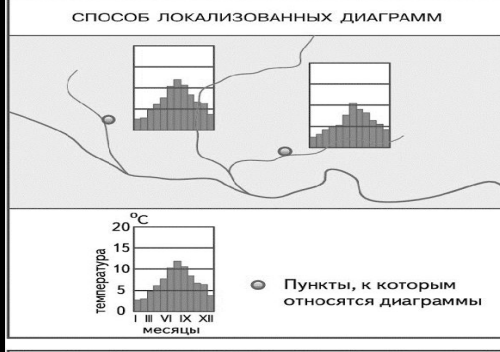 СПОСОБ ЛОКАЛИЗОВАННЫХ ДИАГРАММ
°C
20
15
10
5
0
температура
I III VI IX XII
месяцы
Пункты, к которым
относятся диаграммы